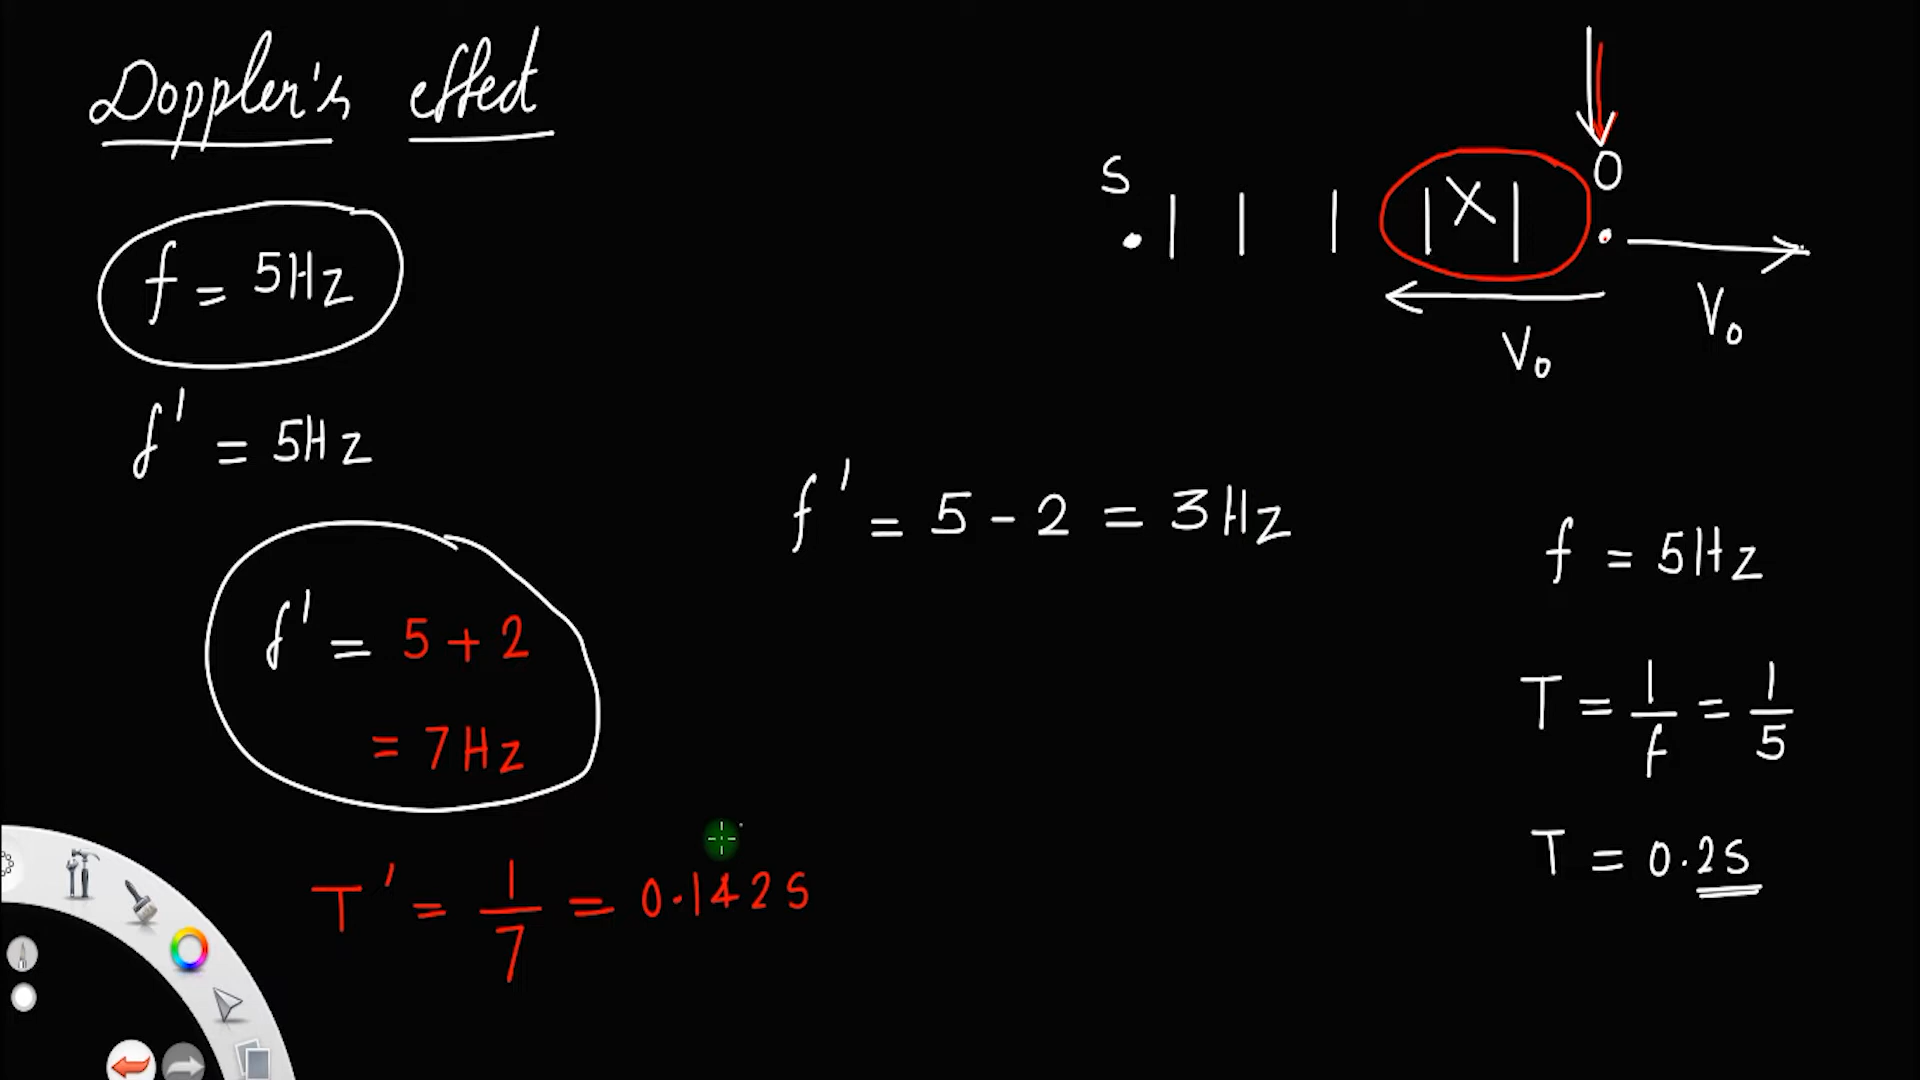 Doppler's effect
f = 5Hz
f' = 5Hz
f' = 5 + 2
= 7Hz
T' = 1/7 = 0.142s
S
X
O
V₀
V₀
f' = 5 - 2 = 3Hz
f = 5Hz
T = 1/f = 1/5
T = 0.2s